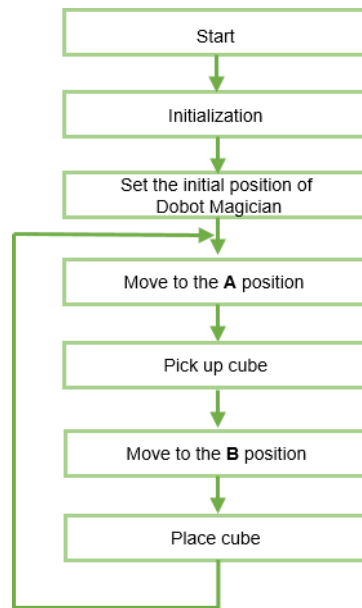 Start
Initialization
Set the initial position of
Dobot Magician
Move to the A position
Pick up cube
Move to the B position
Place cube